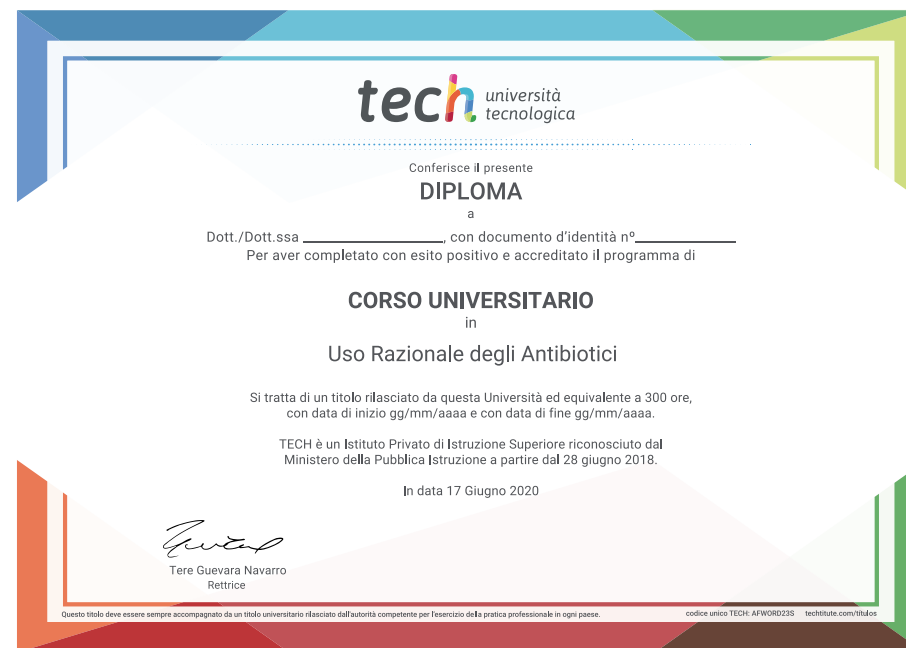 tech università
tecnologica
Conferisce il presente
DIPLOMA
a
Dott./Dott.ssa ____________________, con documento d'identità nº______________
Per aver completato con esito positivo e accreditato il programma di
CORSO UNIVERSITARIO
in
Uso Razionale degli Antibiotici
Si tratta di un titolo rilasciato da questa Università ed equivalente a 300 ore,
con data di inizio gg/mm/aaaa e con data di fine gg/mm/aaaa.
TECH è un Istituto Privato di Istruzione Superiore riconosciuto dal
Ministero della Pubblica Istruzione a partire dal 28 giugno 2018.
In data 17 Giugno 2020
Tere Guevara Navarro
Rettrice
Questo titolo deve essere sempre accompagnato da un titolo universitario rilasciato dall'autorità competente per l'esercizio della pratica professionale in ogni paese.
codice unico TECH: AFWORD23S techtitute.com/titulos